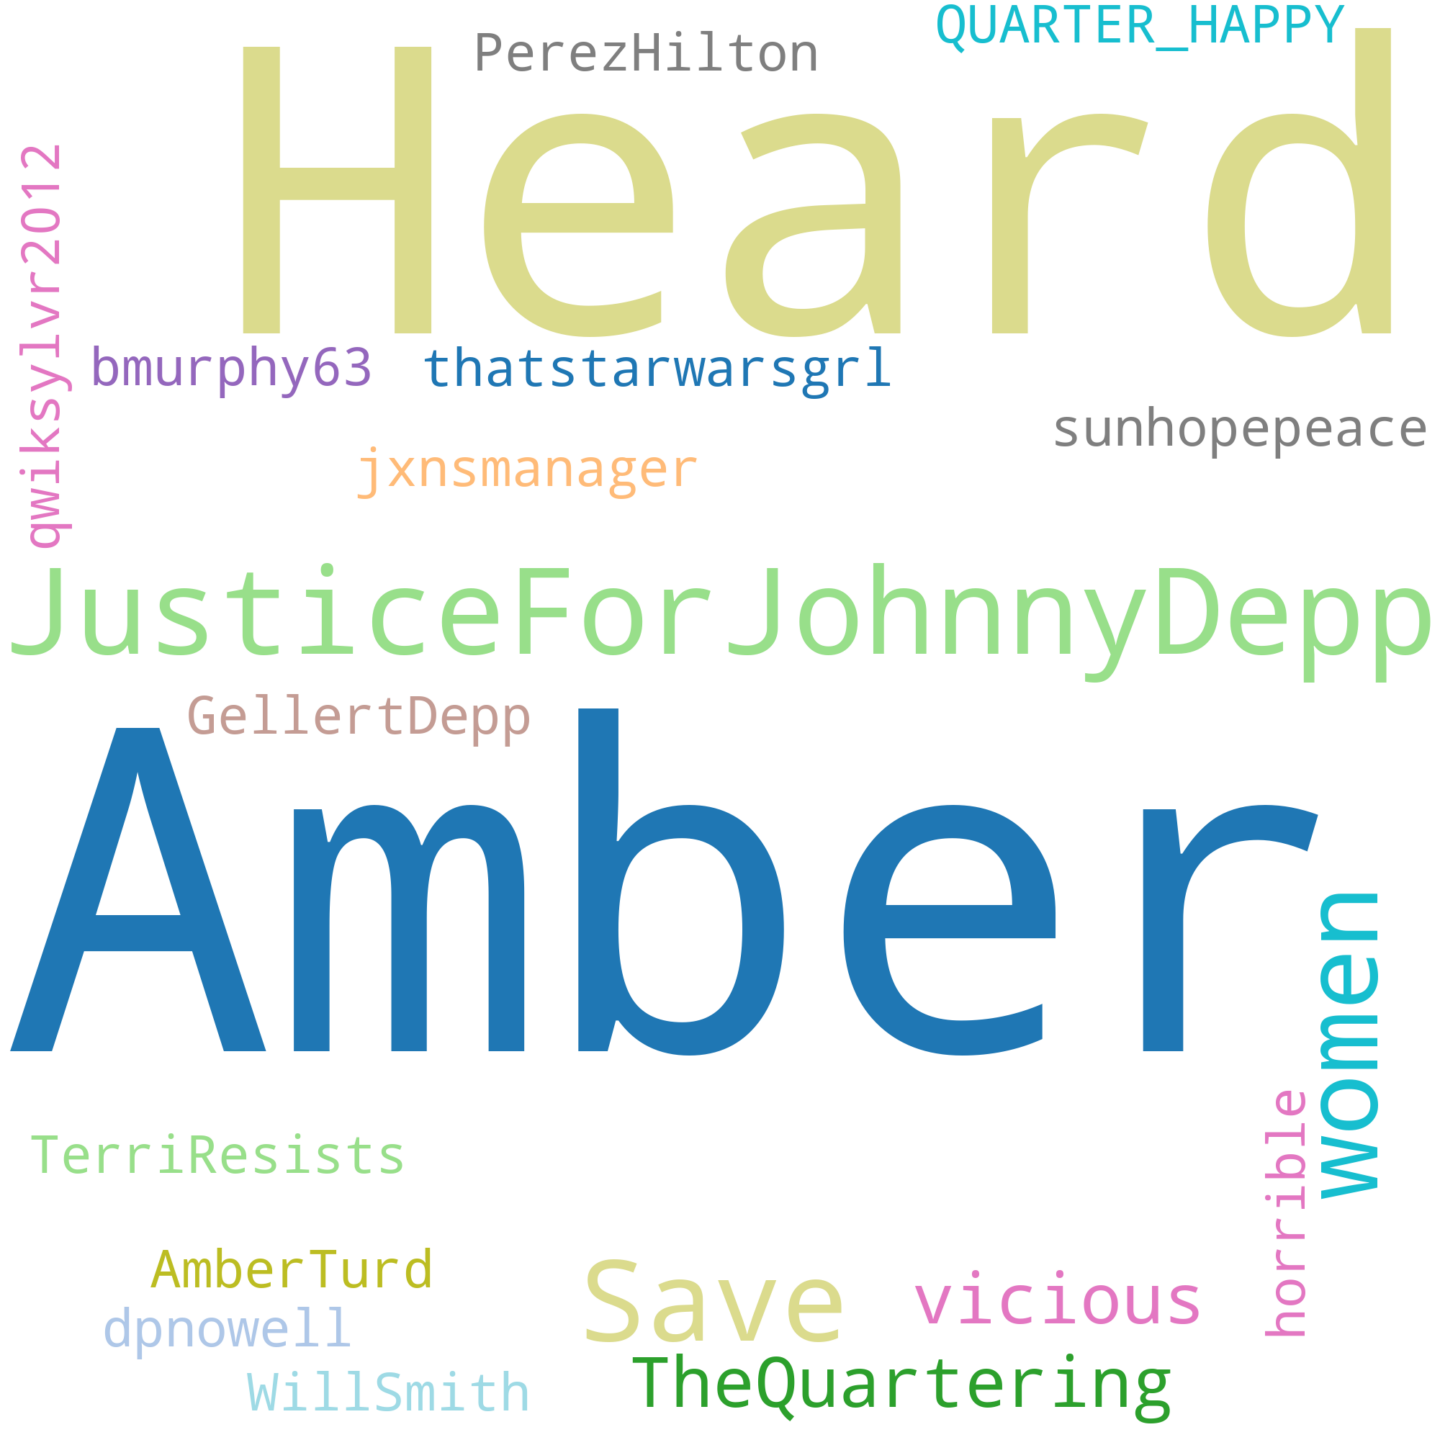 QUARTER_HAPPY
PerezHilton
Heard
qwiksylvr2012
bmurphy63
thatstarwarsgrl
sunhopepeace
jxnsmanager
JusticeForJohnnyDepp
GellertDepp
Amber
women
horrible
TerriResists
AmberTurd
Save
vicious
dpnowell
TheQuartering
WillSmith